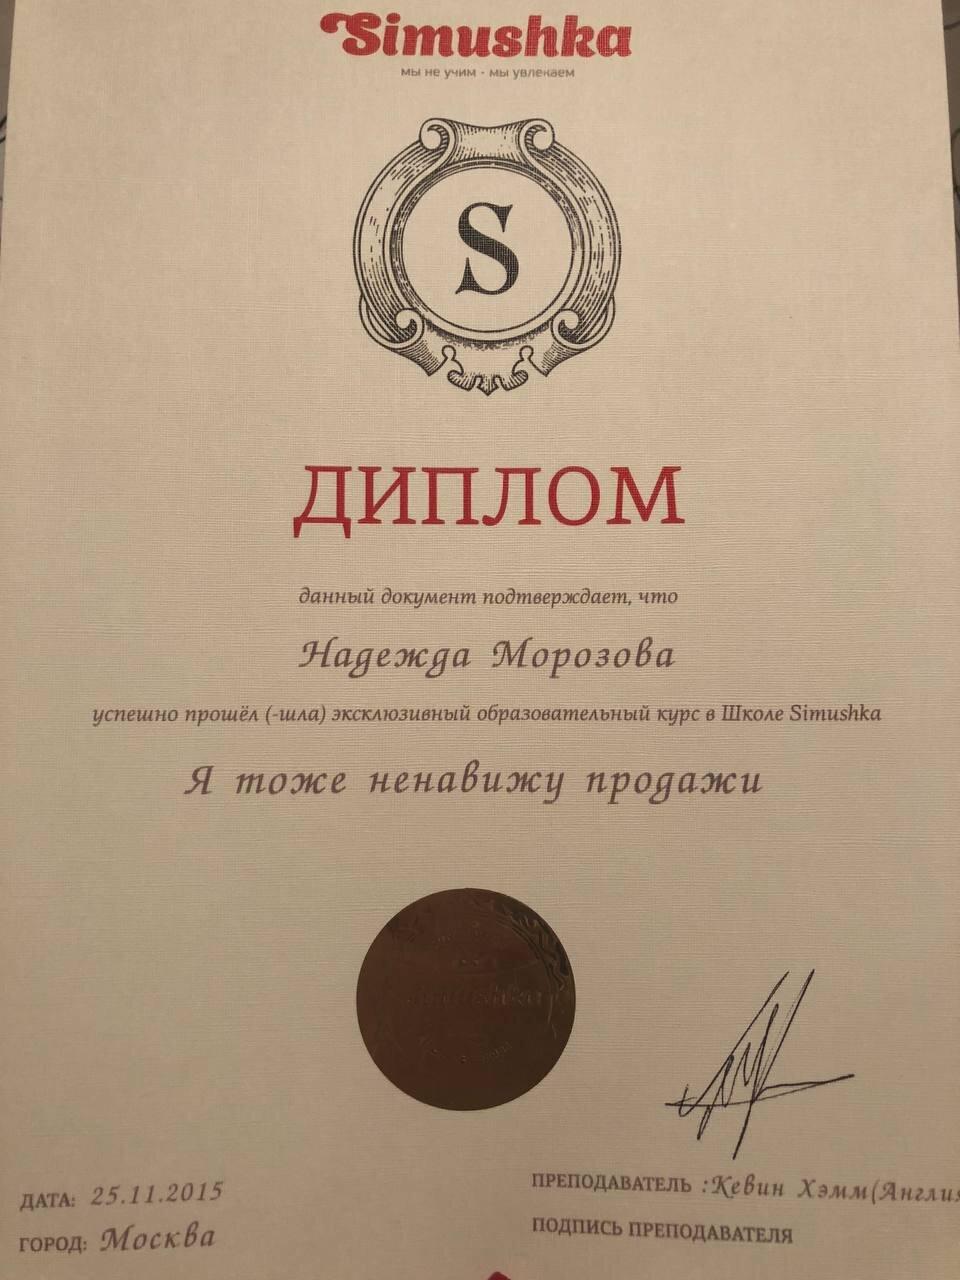 Simushka
мы не учим - мы увлекаем
S
ДИПЛОМ
данный документ подтверждает, что
Надежда Морозова
успешно прошёл (-шла) эксклюзивный образовательный курс в Школе Simushka
Я тоже ненавижу продажи
ДАТА: 25.11.2015
ГОРОД: Москва
ПРЕПОДАВАТЕЛЬ :Кевин Хэмм(Англия
ПОДПИСЬ ПРЕПОДАВАТЕЛЯ